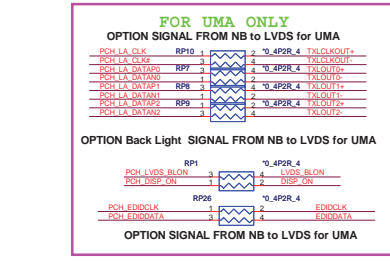 FOR UMA ONLY
OPTION SIGNAL FROM NB to LVDS for UMA
PCH_LA_CLK RP10 1 2 *0_4P2R_4 TXLCLKOUT+
PCH_LA_CLK# 3 4 TXLCLKOUT-
PCH_LA_DATAP0 RP7 3 4 *0_4P2R_4 TXLOUT0+
PCH_LA_DATAN0 1 2 TXLOUT0-
PCH_LA_DATAP1 RP8 3 4 *0_4P2R_4 TXLOUT1+
PCH_LA_DATAN1 1 2 TXLOUT1-
PCH_LA_DATAP2 RP9 1 2 *0_4P2R_4 TXLOUT2+
PCH_LA_DATAN2 3 4 TXLOUT2-
OPTION Back Light SIGNAL FROM NB to LVDS for UMA
RP1 *0_4P2R_4
PCH_LVDS_BLON 3 4 LVDS_BLON
PCH_DISP_ON 1 2 DISP_ON
RP26 *0_4P2R_4
PCH_EDIDCLK 1 2 EDIDCLK
PCH_EDIDDATA 3 4 EDIDDATA
OPTION SIGNAL FROM NB to LVDS for UMA